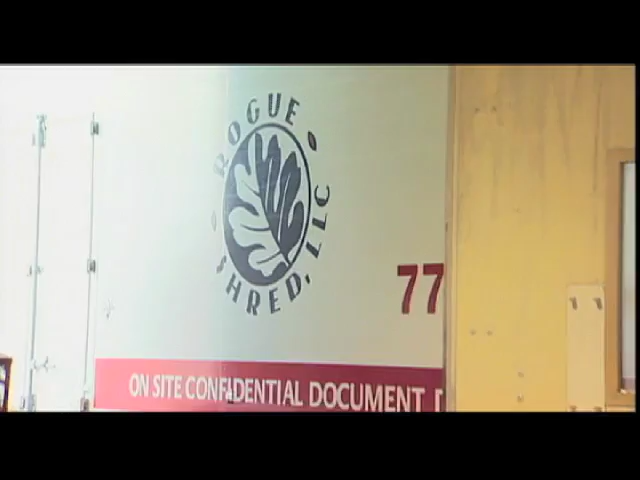 ROGUE
SHRED, LLC
77
ON SITE CONFIDENTIAL DOCUMENT